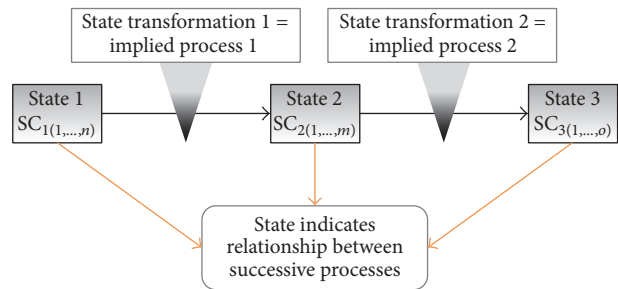 State transformation 1 =
implied process 1
State transformation 2 =
implied process 2
State 1
SC1(1,...,n)
State 2
SC2(1,...,m)
State 3
SC3(1,...,o)
State indicates
relationship between
successive processes